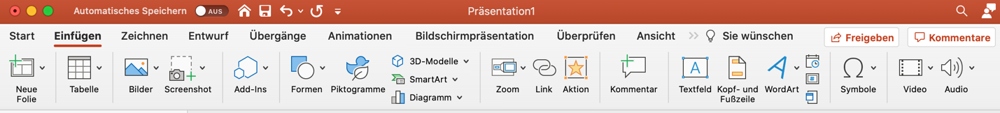 Automatisches Speichern AUS Präsentation1
Start Einfügen Zeichnen Entwurf Übergänge Animationen Bildschirmpräsentation Überprüfen Ansicht Sie wünschen Freigeben Kommentare
3D-Modelle
SmartArt
Diagramm
Neue Folie Tabelle Bilder Screenshot Add-Ins Formen Piktogramme Zoom Link Aktion Kommentar Textfeld Kopf- und Fußzeile WordArt Symbole Video Audio